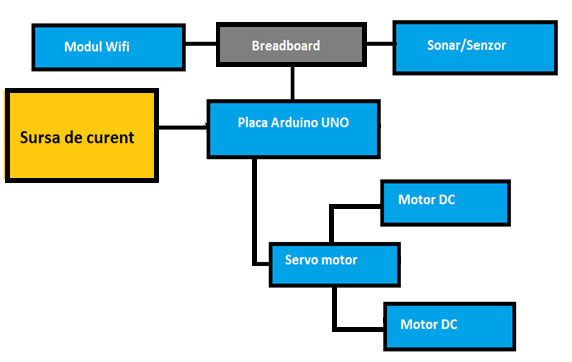 Modul Wifi
Breadboard
Sonar/Senzor
Sursa de curent
Placa Arduino UNO
Motor DC
Servo motor
Motor DC